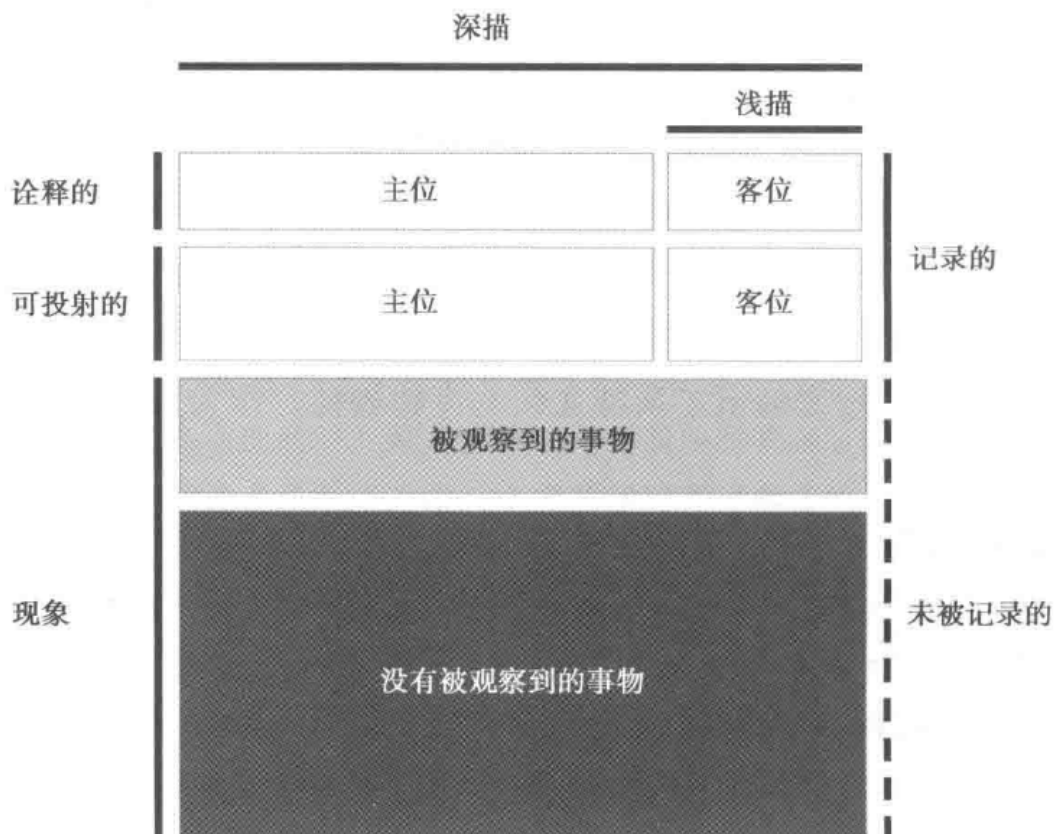 深描
浅描
诠释的
主位
客位
记录的
可投射的
主位
客位
被观察到的事物
现象
未被记录的
没有被观察到的事物